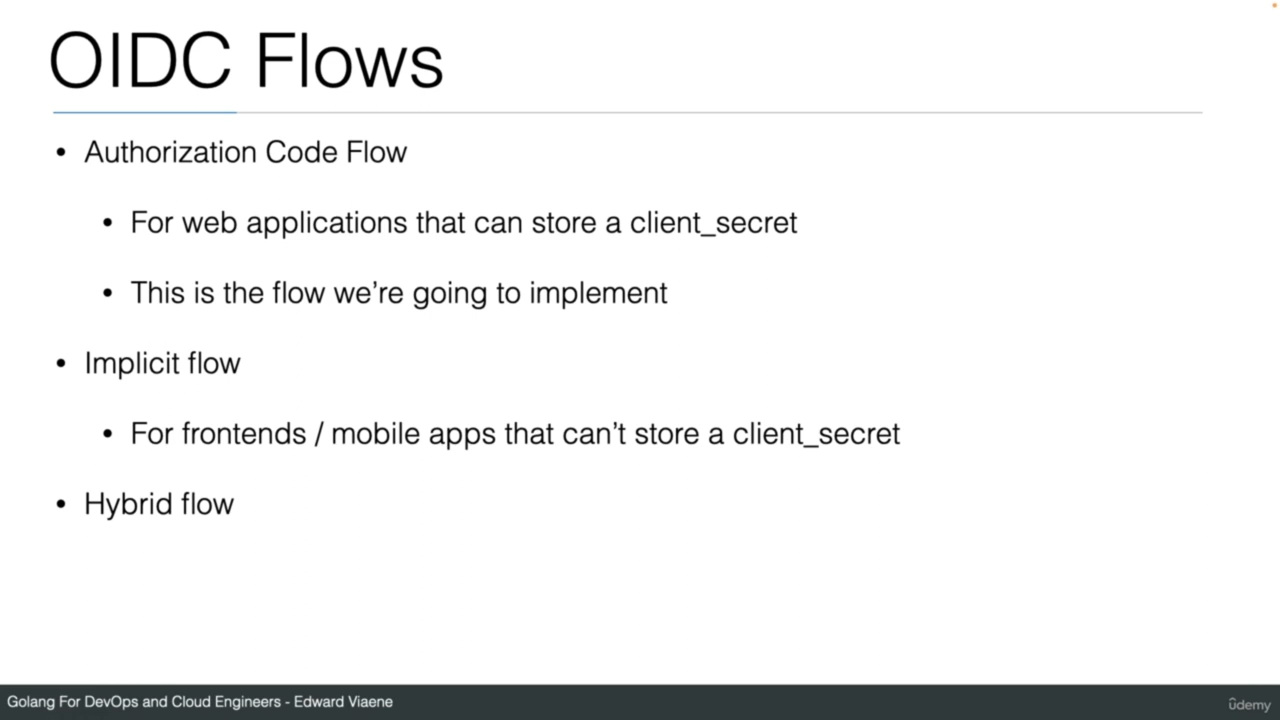 OIDC Flows
• Authorization Code Flow
• For web applications that can store a client_secret
• This is the flow we’re going to implement
• Implicit flow
• For frontends / mobile apps that can’t store a client_secret
• Hybrid flow
Golang For DevOps and Cloud Engineers - Edward Viaene
ûdemy